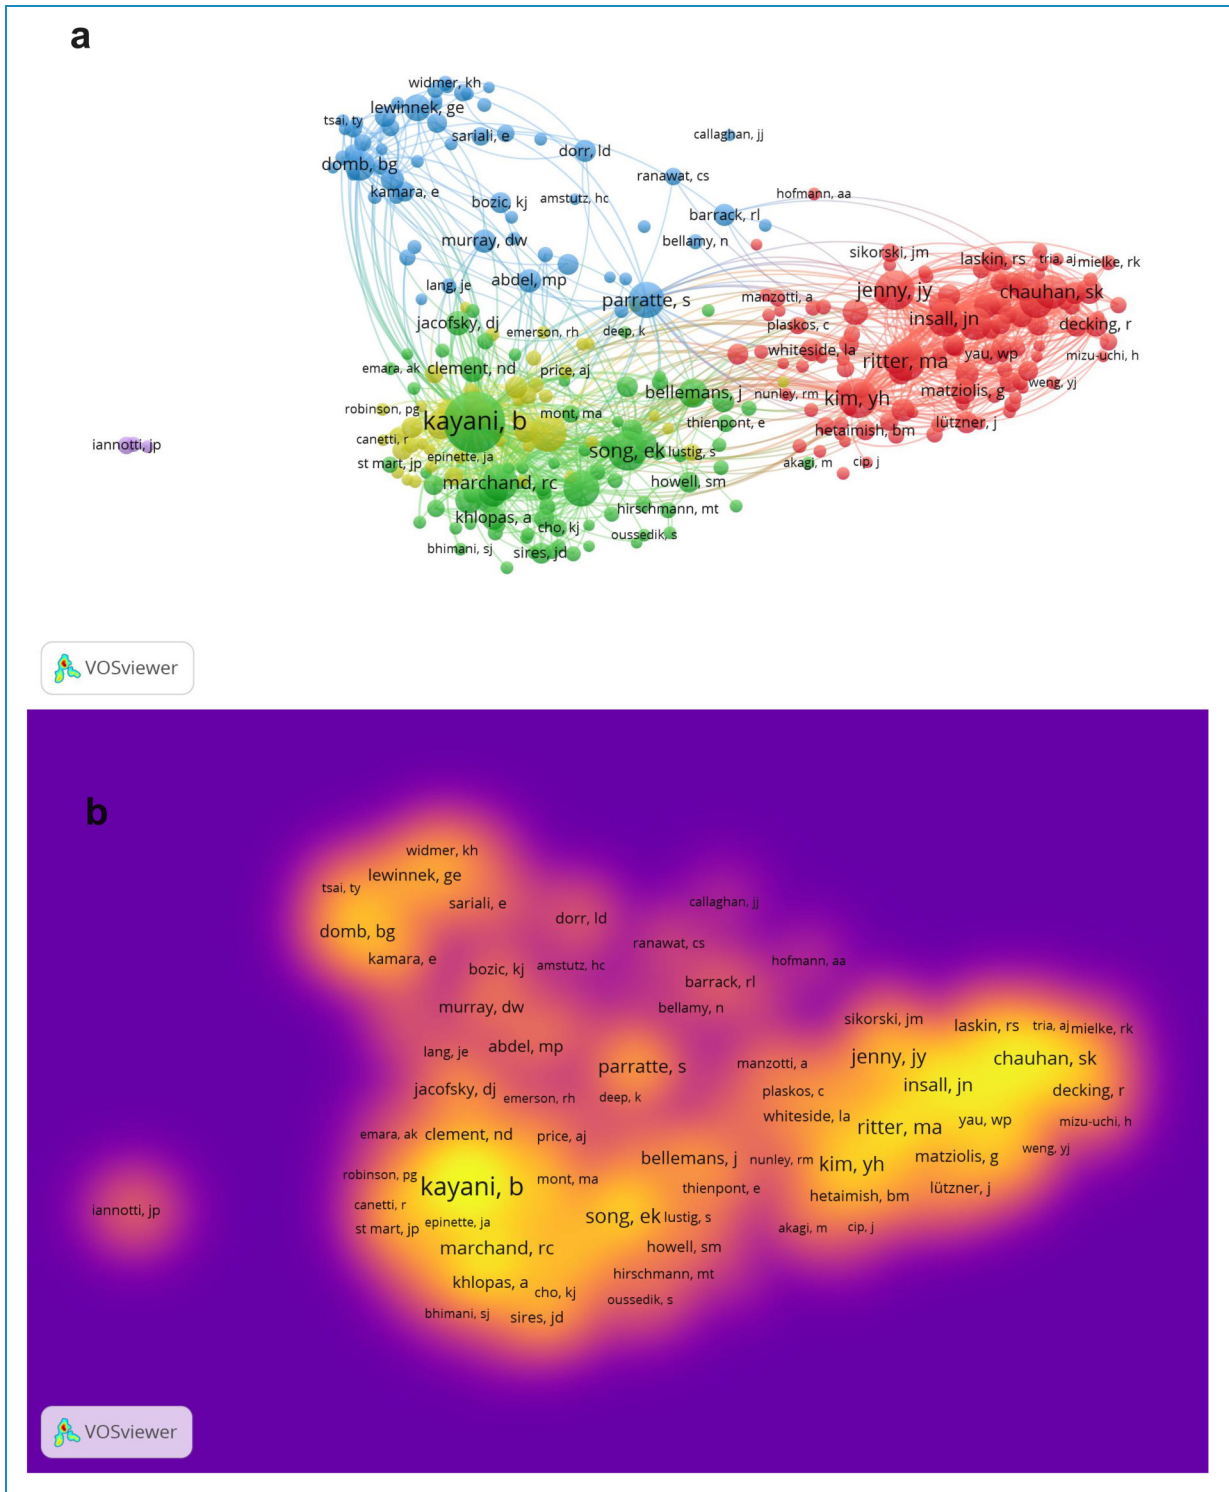 a
widmer, kh
lewinnek, ge
tsai, ty
sariali, e
callaghan, jj
dorr, ld
domb, bg
ranawat, cs
kamara, e
hofmann, aa
bozic, kj
amstutz, hc
barrack, rl
murray, dw
bellamy, n
sikorski, jm
laskin, rs
tria, aj
mielke, rk
abdel, mp
lang, je
jenny, jy
chauhan, sk
parratte, s
manzotti, a
insall, jn
jacofsky, dj
emerson, rh
deep, k
plaskos, c
decking, r
whiteside, la
yau, wp
mizu-uchi, h
ritter, ma
emara, ak
clement, nd
price, aj
weng, yj
bellemans, j
nunley, rm
matziolis, g
kim, yh
robinson, pg
kayani, b
mont, ma
thienpont, e
lützner, j
hetaimish, bm
canetti, r
iannotti, jp
song, ek
lustig, s
epinette, ja
st mart, jp
akagi, m
cip, j
marchand, rc
howell, sm
hirschmann, mt
khlopas, a
cho, kj
oussedik, s
bhimani, sj
sires, jd
VOSviewer
b
widmer, kh
lewinnek, ge
tsai, ty
sariali, e
callaghan, jj
dorr, ld
domb, bg
ranawat, cs
kamara, e
hofmann, aa
bozic, kj
amstutz, hc
barrack, rl
murray, dw
bellamy, n
sikorski, jm
laskin, rs
tria, aj
mielke, rk
abdel, mp
lang, je
jenny, jy
chauhan, sk
parratte, s
manzotti, a
insall, jn
jacofsky, dj
emerson, rh
deep, k
plaskos, c
decking, r
whiteside, la
yau, wp
mizu-uchi, h
ritter, ma
emara, ak
clement, nd
price, aj
weng, yj
bellemans, j
nunley, rm
matziolis, g
kim, yh
robinson, pg
kayani, b
mont, ma
thienpont, e
lützner, j
hetaimish, bm
canetti, r
iannotti, jp
song, ek
lustig, s
epinette, ja
st mart, jp
akagi, m
cip, j
marchand, rc
howell, sm
hirschmann, mt
khlopas, a
cho, kj
oussedik, s
bhimani, sj
sires, jd
VOSviewer